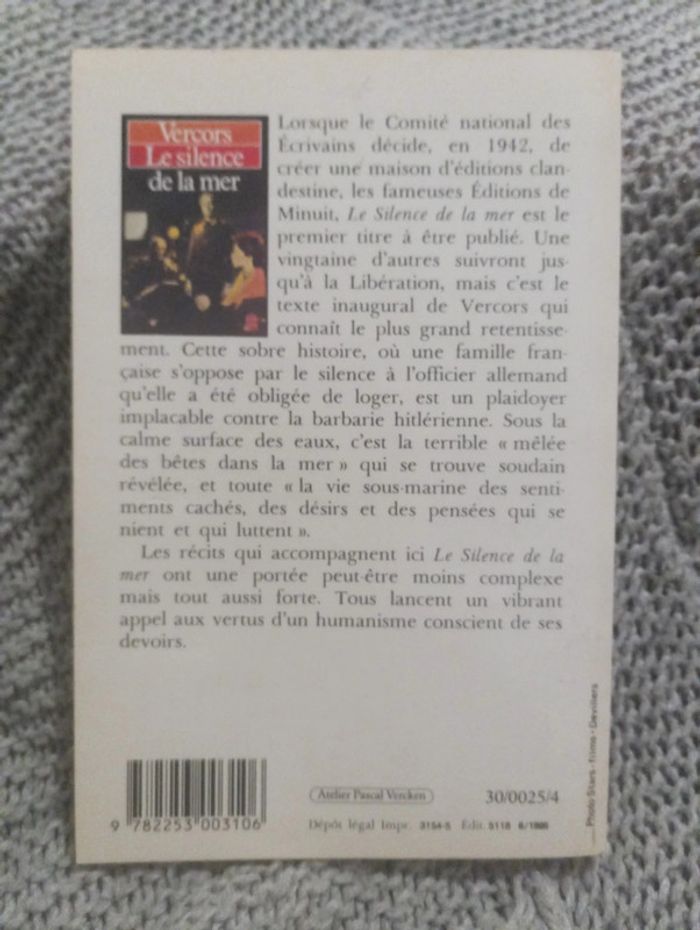 Vercors
Le silence
de la mer
Lorsque le Comité national des
Écrivains décide, en 1942, de
créer une maison d'éditions clan-
destine, les fameuses Éditions de
Minuit, Le Silence de la mer est le
premier titre à être publié. Une
vingtaine d'autres suivront jus-
qu'à la Libération, mais c'est le
texte inaugural de Vercors qui
connaît le plus grand retentisse-
ment. Cette sobre histoire, où une famille fran-
çaise s'oppose par le silence à l'officier allemand
qu'elle a été obligée de loger, est un plaidoyer
implacable contre la barbarie hitlérienne. Sous la
calme surface des eaux, c'est la terrible « mêlée
des bêtes dans la mer » qui se trouve soudain
révélée, et toute « la vie sous-marine des senti-
ments cachés, des désirs et des pensées qui se
nient et qui luttent ».
Les récits qui accompagnent ici Le Silence de la
mer ont une portée peut-être moins complexe
mais tout aussi forte. Tous lancent un vibrant
appel aux vertus d'un humanisme conscient de ses
devoirs.
Photo Stars - films - Devilliers
Atelier Pascal Vercken
30/0025/4
9 782253 003106
Dépôt légal Impr. 3154-5 Édit. 5118